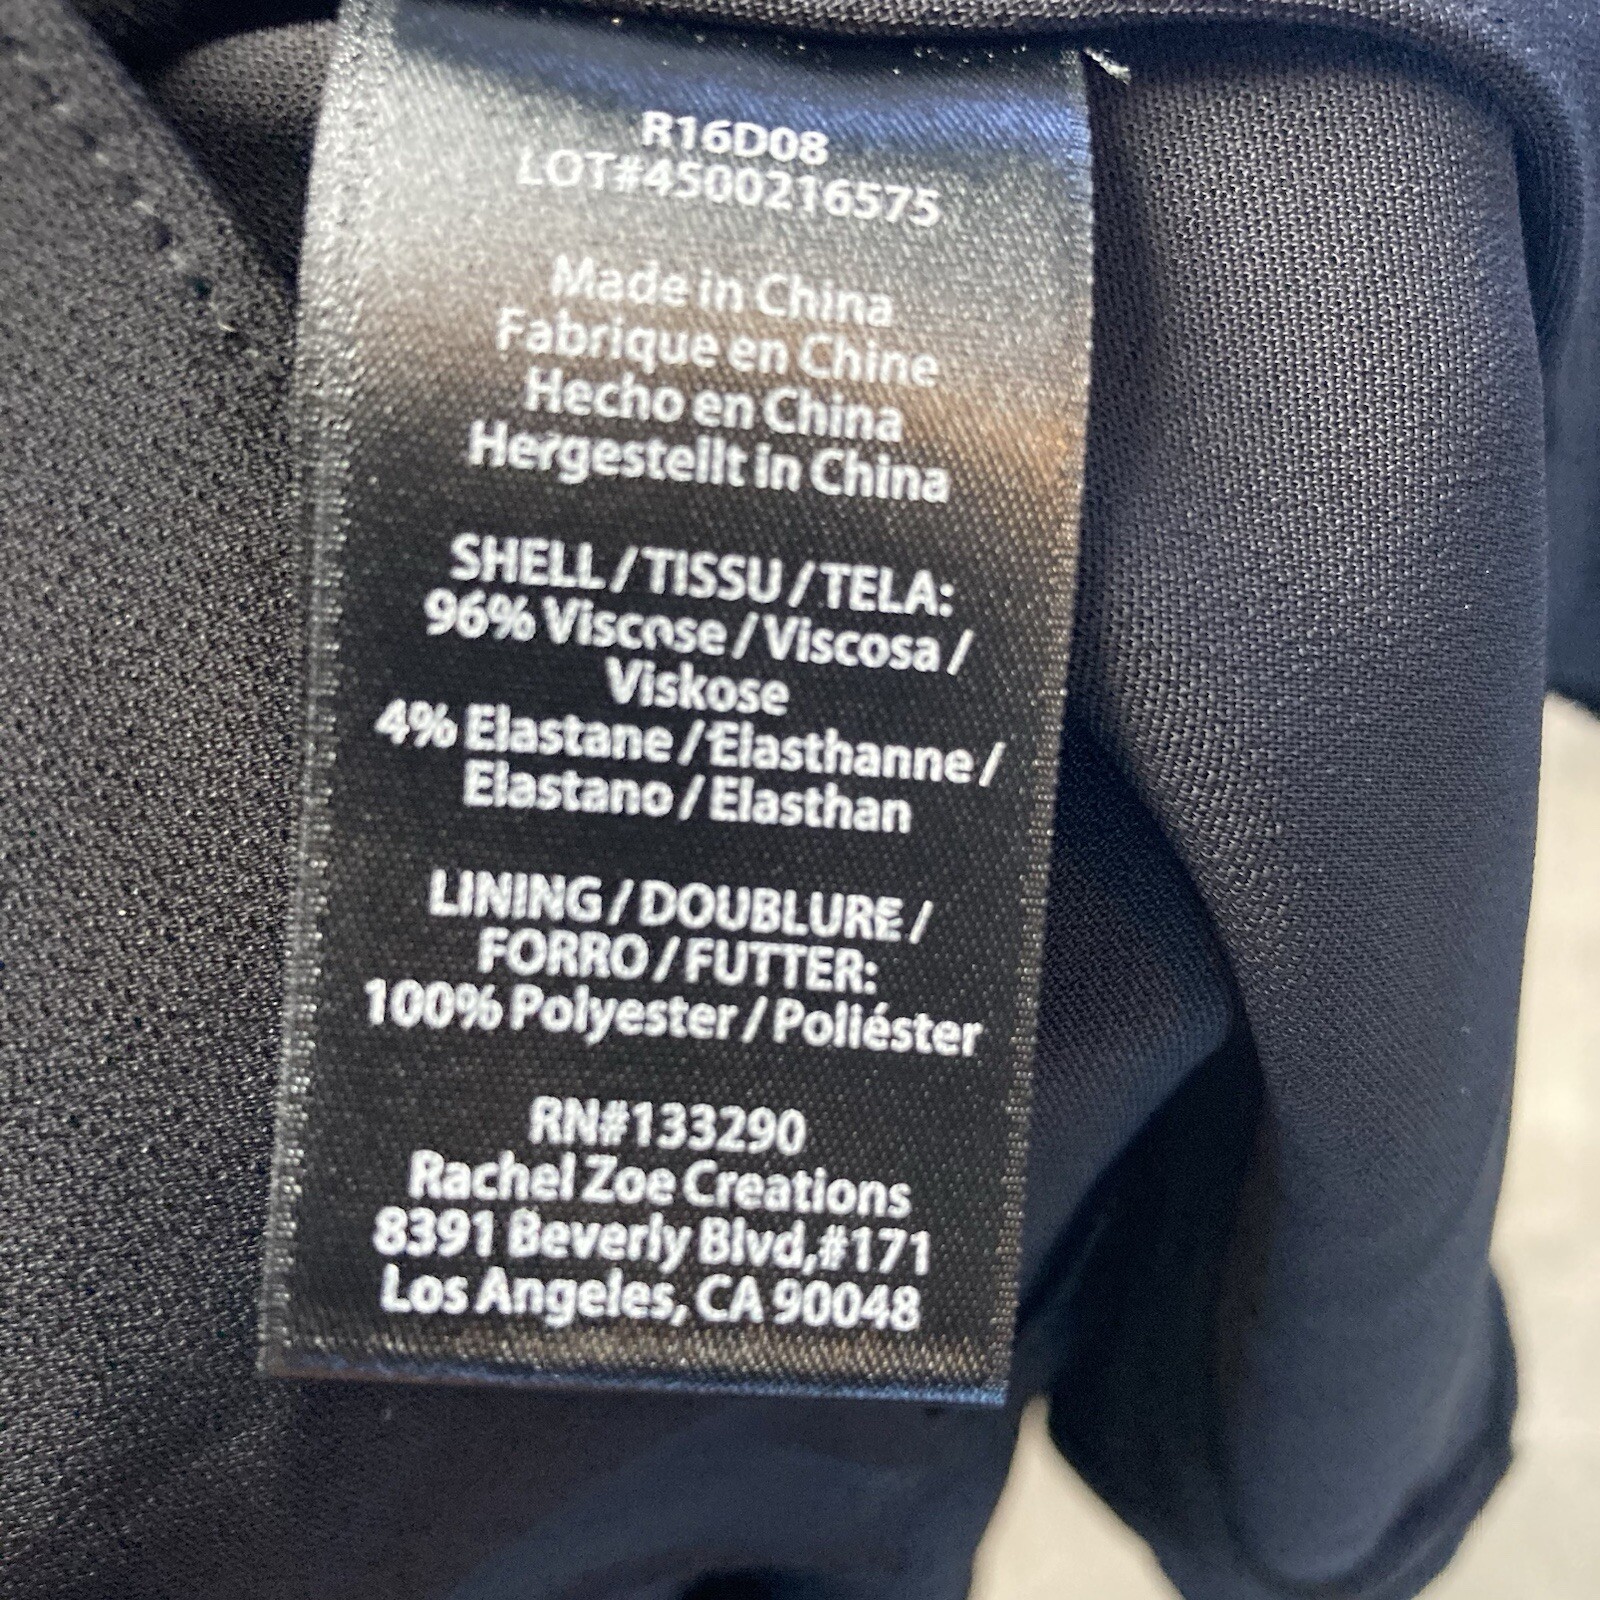 R16D08
LOT#4500216575
Made in China
Fabriqué en Chine
Hecho en China
Hergestellt in China
SHELL / TISSU / TELA:
96% Viscose / Viscosa /
Viskose
4% Elastane / Elasthanne /
Elastano / Elasthan
LINING / DOUBLURE /
FORRO / FUTTER:
100% Polyester / Poliéster
RN#133290
Rachel Zoe Creations
8391 Beverly Blvd,#171
Los Angeles, CA 90048